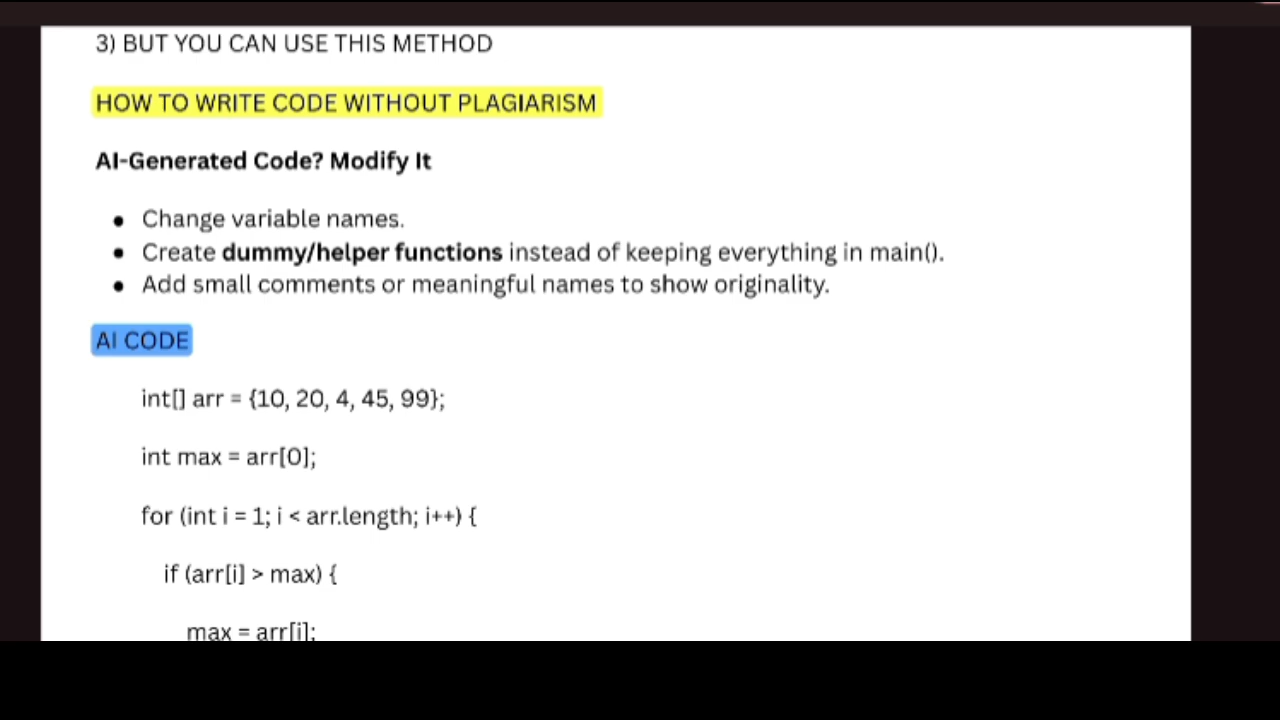 3) BUT YOU CAN USE THIS METHOD
HOW TO WRITE CODE WITHOUT PLAGIARISM
AI-Generated Code? Modify It
● Change variable names.
● Create dummy/helper functions instead of keeping everything in main().
● Add small comments or meaningful names to show originality.
AI CODE
int[] arr = {10, 20, 4, 45, 99};
int max = arr[0];
for (int i = 1; i < arr.length; i++) {
if (arr[i] > max) {
max = arr[i];